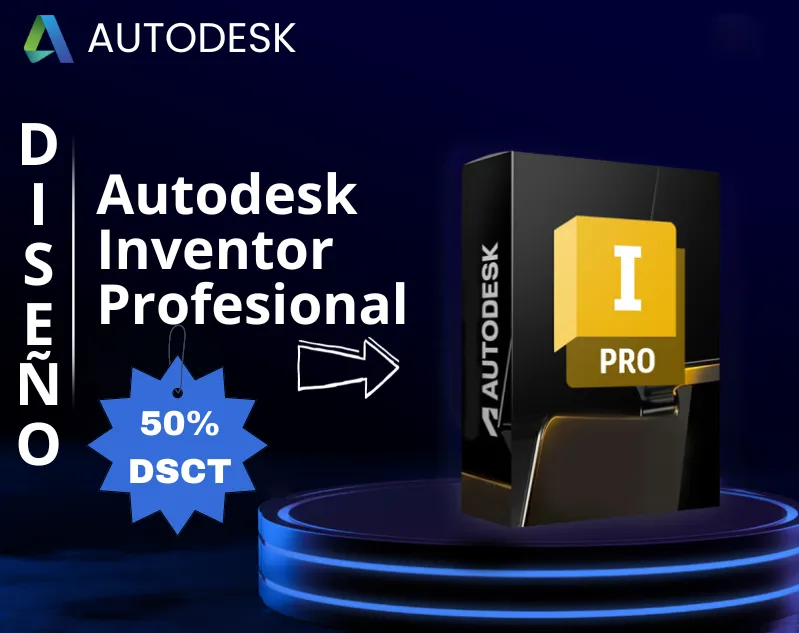 AUTODESK
DISEÑO
Autodesk
Inventor
Profesional
50%
DSCT
AUTODESK
I
PRO